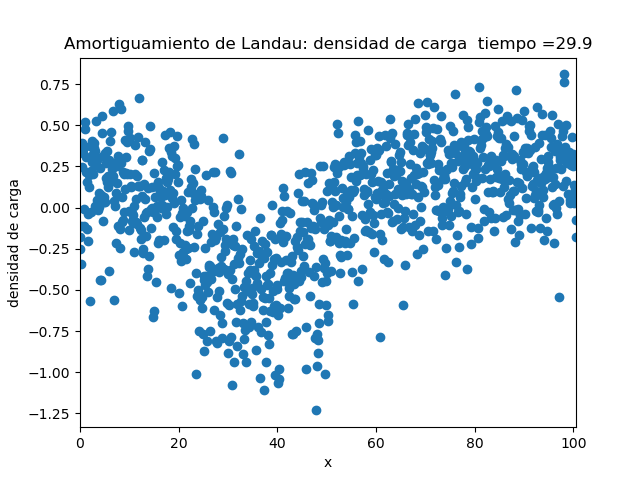 Amortiguamiento de Landau: densidad de carga  tiempo =29.9
densidad de carga
0.75
0.50
0.25
0.00
−0.25
−0.50
−0.75
−1.00
−1.25
0 20 40 60 80 100
x